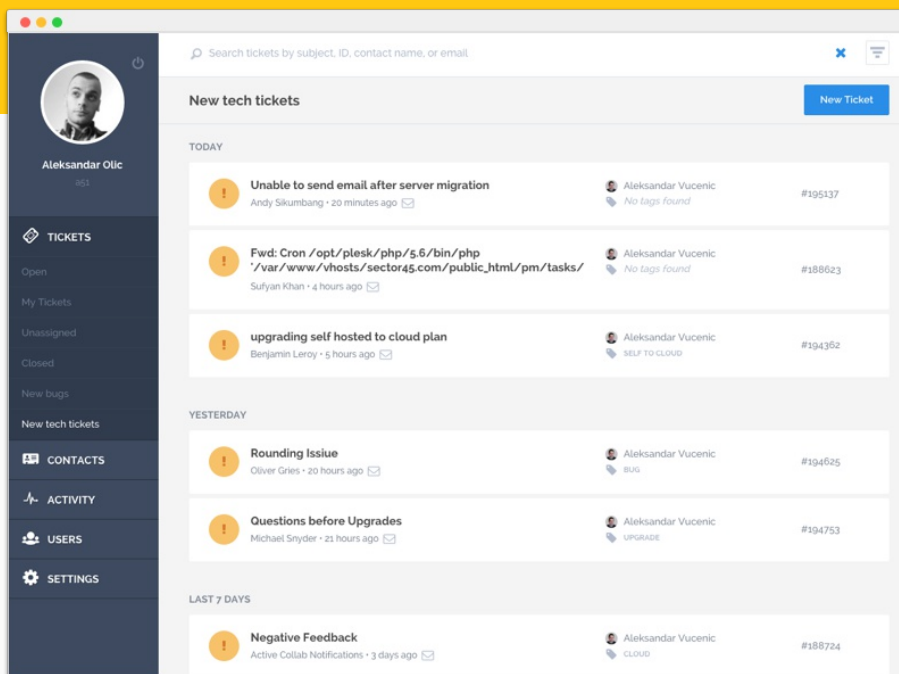 Search tickets by subject, ID, contact name, or email
Aleksandar Olic
a51
TICKETS
Open
My Tickets
Unassigned
Closed
New bugs
New tech tickets
CONTACTS
ACTIVITY
USERS
SETTINGS
New tech tickets
New Ticket
TODAY
Unable to send email after server migration
Andy Sikumbang • 20 minutes ago
Aleksandar Vucenic
No tags found
#195137
Fwd: Cron /opt/plesk/php/5.6/bin/php
'/var/www/vhosts/sector45.com/public_html/pm/tasks/
Sufyan Khan • 4 hours ago
Aleksandar Vucenic
No tags found
#188623
upgrading self hosted to cloud plan
Benjamin Leroy • 5 hours ago
Aleksandar Vucenic
SELF TO CLOUD
#194362
YESTERDAY
Rounding Issiue
Oliver Gries • 20 hours ago
Aleksandar Vucenic
BUG
#194625
Questions before Upgrades
Michael Snyder • 21 hours ago
Aleksandar Vucenic
UPGRADE
#194753
LAST 7 DAYS
Negative Feedback
Active Collab Notifications • 3 days ago
Aleksandar Vucenic
CLOUD
#188724